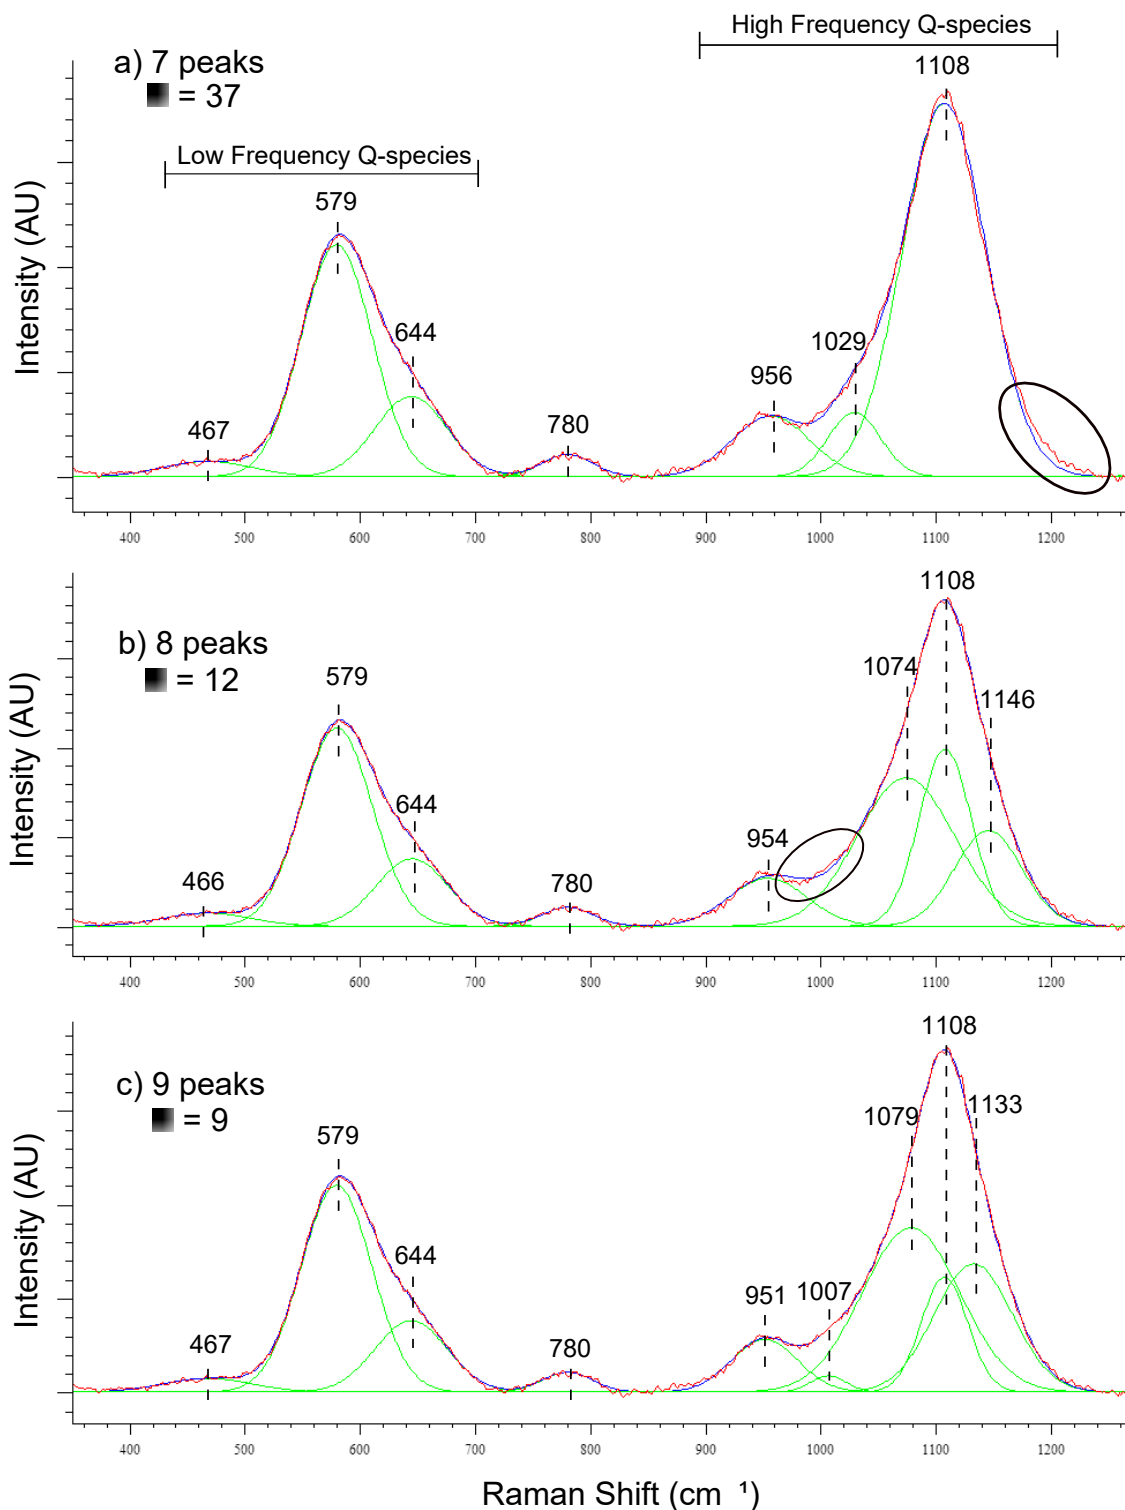 High Frequency Q-species
a) 7 peaks
= 37
1108
Low Frequency Q-species
579
644
467
780
956
1029
Intensity (AU)
400 500 600 700 800 900 1000 1100 1200
b) 8 peaks
= 12
1108
579
1074
1146
644
466
780
954
Intensity (AU)
400 500 600 700 800 900 1000 1100 1200
c) 9 peaks
= 9
1108
579
1079
1133
644
467
780
951
1007
Intensity (AU)
400 500 600 700 800 900 1000 1100 1200
Raman Shift (cm ¹)